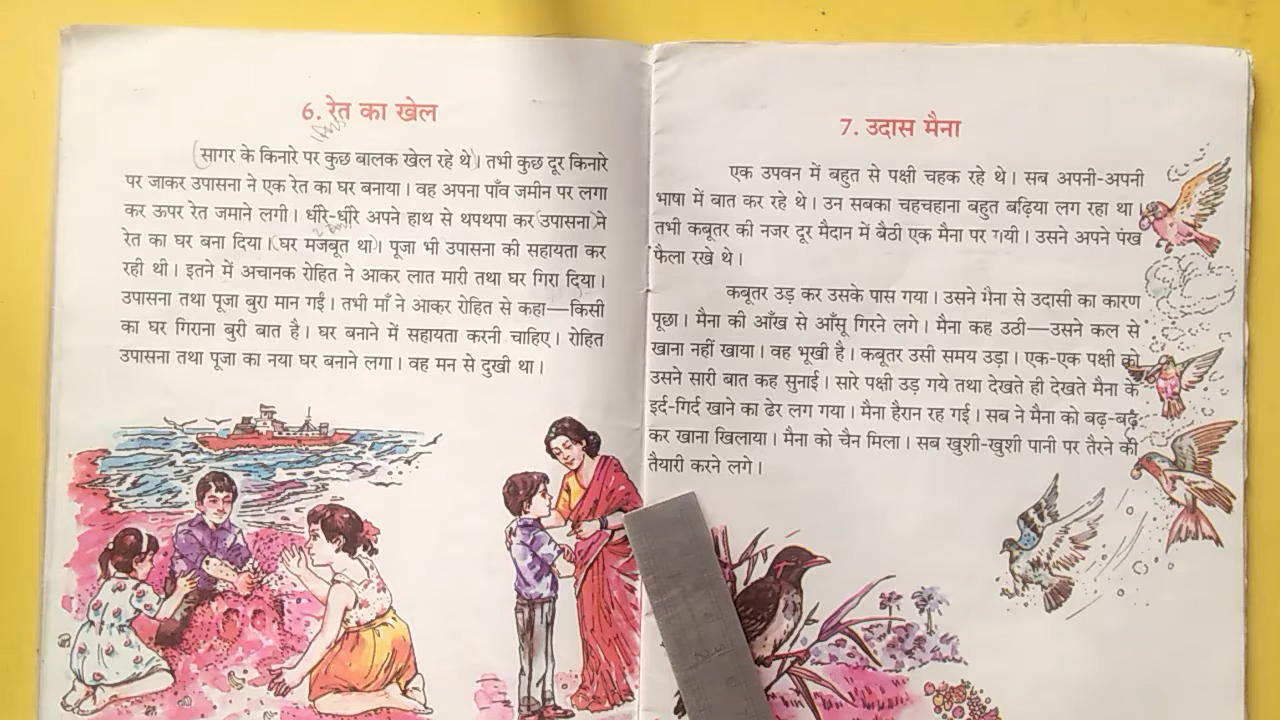 6. रेत का खेल
Ans
(सागर के किनारे पर कुछ बालक खेल रहे थे)। तभी कुछ दूर किनारे
पर जाकर उपासना ने एक रेत का घर बनाया। वह अपना पाँव जमीन पर लगा
कर ऊपर रेत जमाने लगी। धीरे-धीरे अपने हाथ से थपथपा कर (उपासना) ने
रेत का घर बना दिया। (घर मजबूत था)। पूजा भी उपासना की सहायता कर
रही थी। इतने में अचानक रोहित ने आकर लात मारी तथा घर गिरा दिया।
उपासना तथा पूजा बुरा मान गईं। तभी माँ ने आकर रोहित से कहा—किसी
का घर गिराना बुरी बात है। घर बनाने में सहायता करनी चाहिए। रोहित
उपासना तथा पूजा का नया घर बनाने लगा। वह मन से दुखी था।
7. उदास मैना
एक उपवन में बहुत से पक्षी चहक रहे थे। सब अपनी-अपनी
भाषा में बात कर रहे थे। उन सबका चहचहाना बहुत बढ़िया लग रहा था।
तभी कबूतर की नजर दूर मैदान में बैठी एक मैना पर गयी। उसने अपने पंख
फैला रखे थे।
कबूतर उड़ कर उसके पास गया। उसने मैना से उदासी का कारण
पूछा। मैना की आँख से आँसू गिरने लगे। मैना कह उठी—उसने कल से
खाना नहीं खाया। वह भूखी है। कबूतर उसी समय उड़ा। एक-एक पक्षी को
उसने सारी बात कह सुनाई। सारे पक्षी उड़ गये तथा देखते ही देखते मैना के
इर्द-गिर्द खाने का ढेर लग गया। मैना हैरान रह गई। सब ने मैना को बढ़-बढ़
कर खाना खिलाया। मैना को चैन मिला। सब खुशी-खुशी पानी पर तैरने की
तैयारी करने लगे।